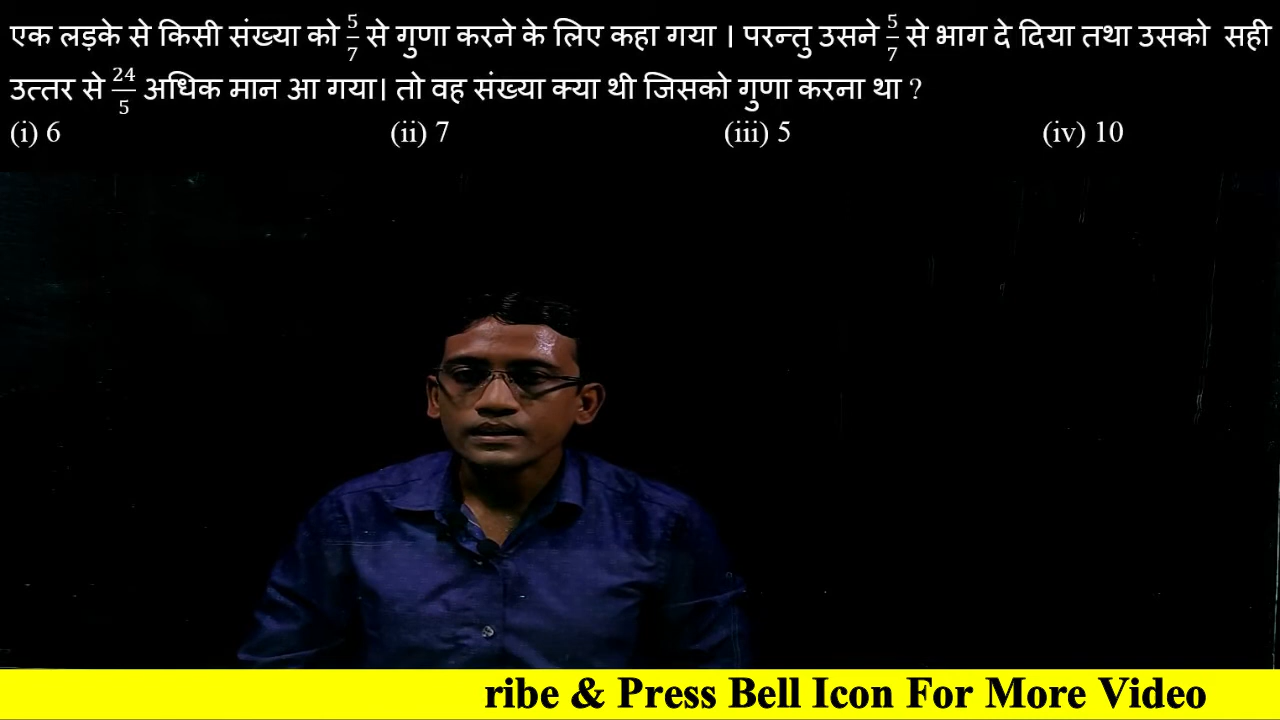 एक लड़के से किसी संख्या को 5/7 से गुणा करने के लिए कहा गया । परन्तु उसने 5/7 से भाग दे दिया तथा उसको सही
उत्तर से 24/5 अधिक मान आ गया। तो वह संख्या क्या थी जिसको गुणा करना था ?
(i) 6 (ii) 7 (iii) 5 (iv) 10
ribe & Press Bell Icon For More Video